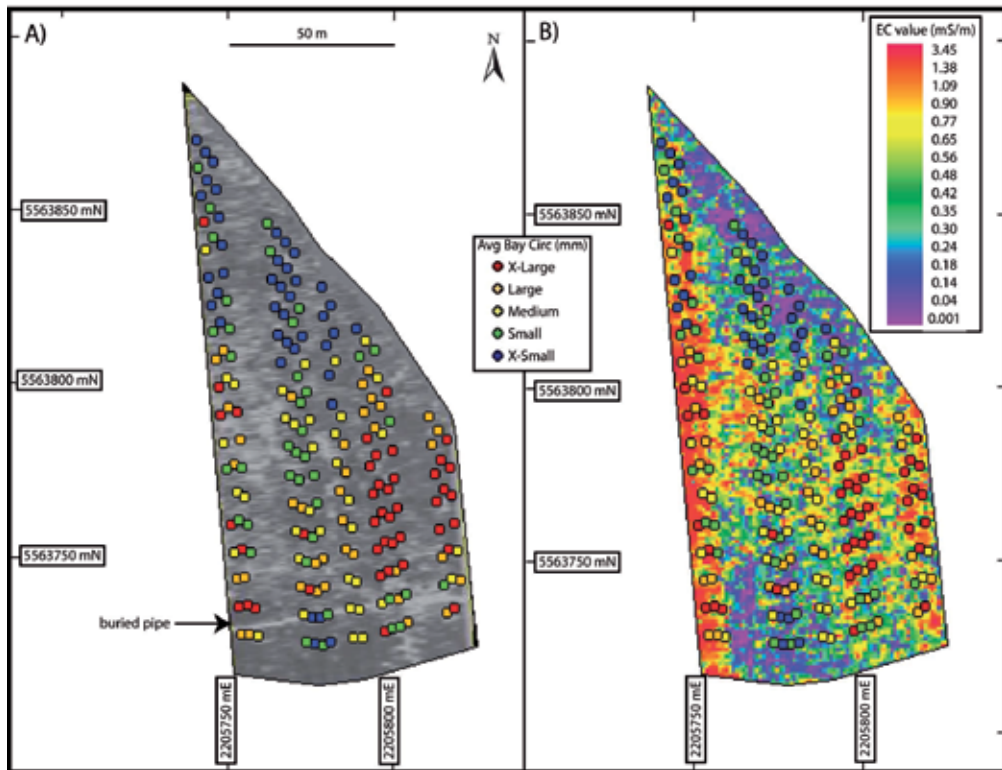 A)
50 m
N
5563850 mN
5563800 mN
5563750 mN
buried pipe
2205750 mE
2205800 mE
Avg Bay Circ (mm)
X-Large
Large
Medium
Small
X-Small
B)
EC value (mS/m)
3.45
1.38
1.09
0.90
0.77
0.65
0.56
0.48
0.42
0.35
0.30
0.24
0.18
0.14
0.04
0.001
5563850 mN
5563800 mN
5563750 mN
2205750 mE
2205800 mE